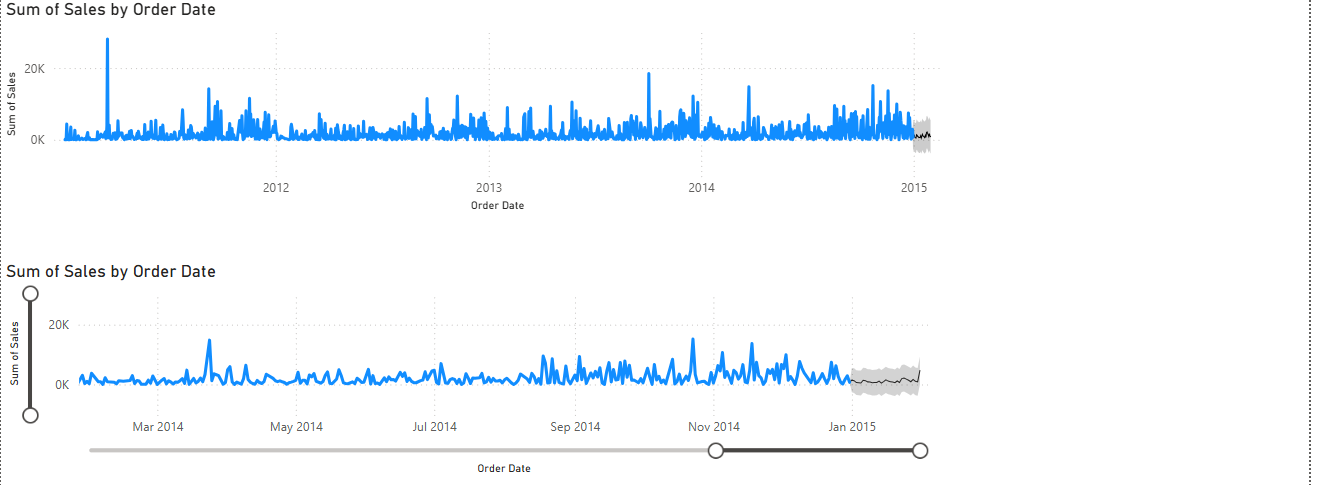 Sum of Sales by Order Date
20K
0K
Sum of Sales
2012 2013 2014 2015
Order Date
Sum of Sales by Order Date
20K
0K
Sum of Sales
Mar 2014 May 2014 Jul 2014 Sep 2014 Nov 2014 Jan 2015
Order Date